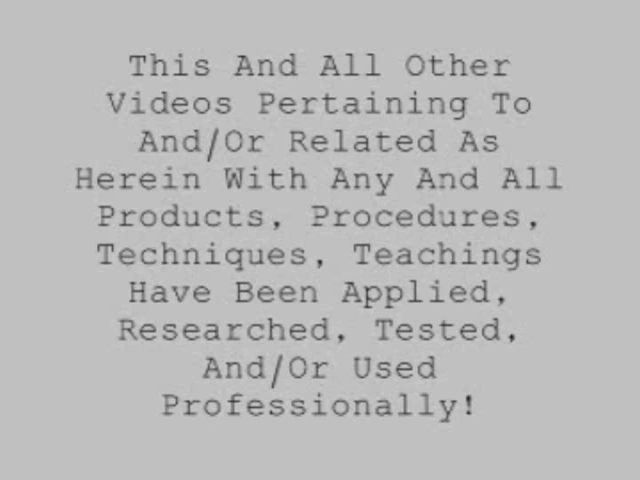 This And All Other
Videos Pertaining To
And/Or Related As
Herein With Any And All
Products, Procedures,
Techniques, Teachings
Have Been Applied,
Researched, Tested,
And/Or Used
Professionally!